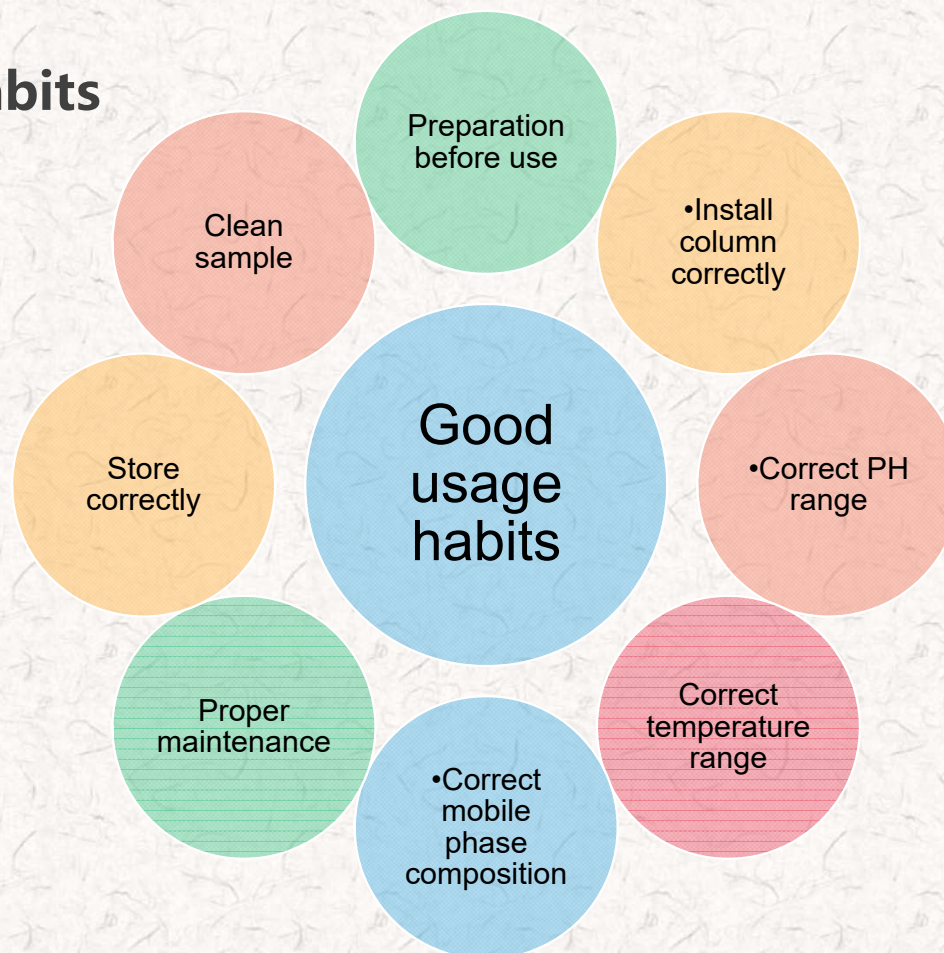 abits
Preparation
before use
•Install
column
correctly
•Correct PH
range
Correct
temperature
range
•Correct
mobile
phase
composition
Proper
maintenance
Store
correctly
Clean
sample
Good
usage
habits